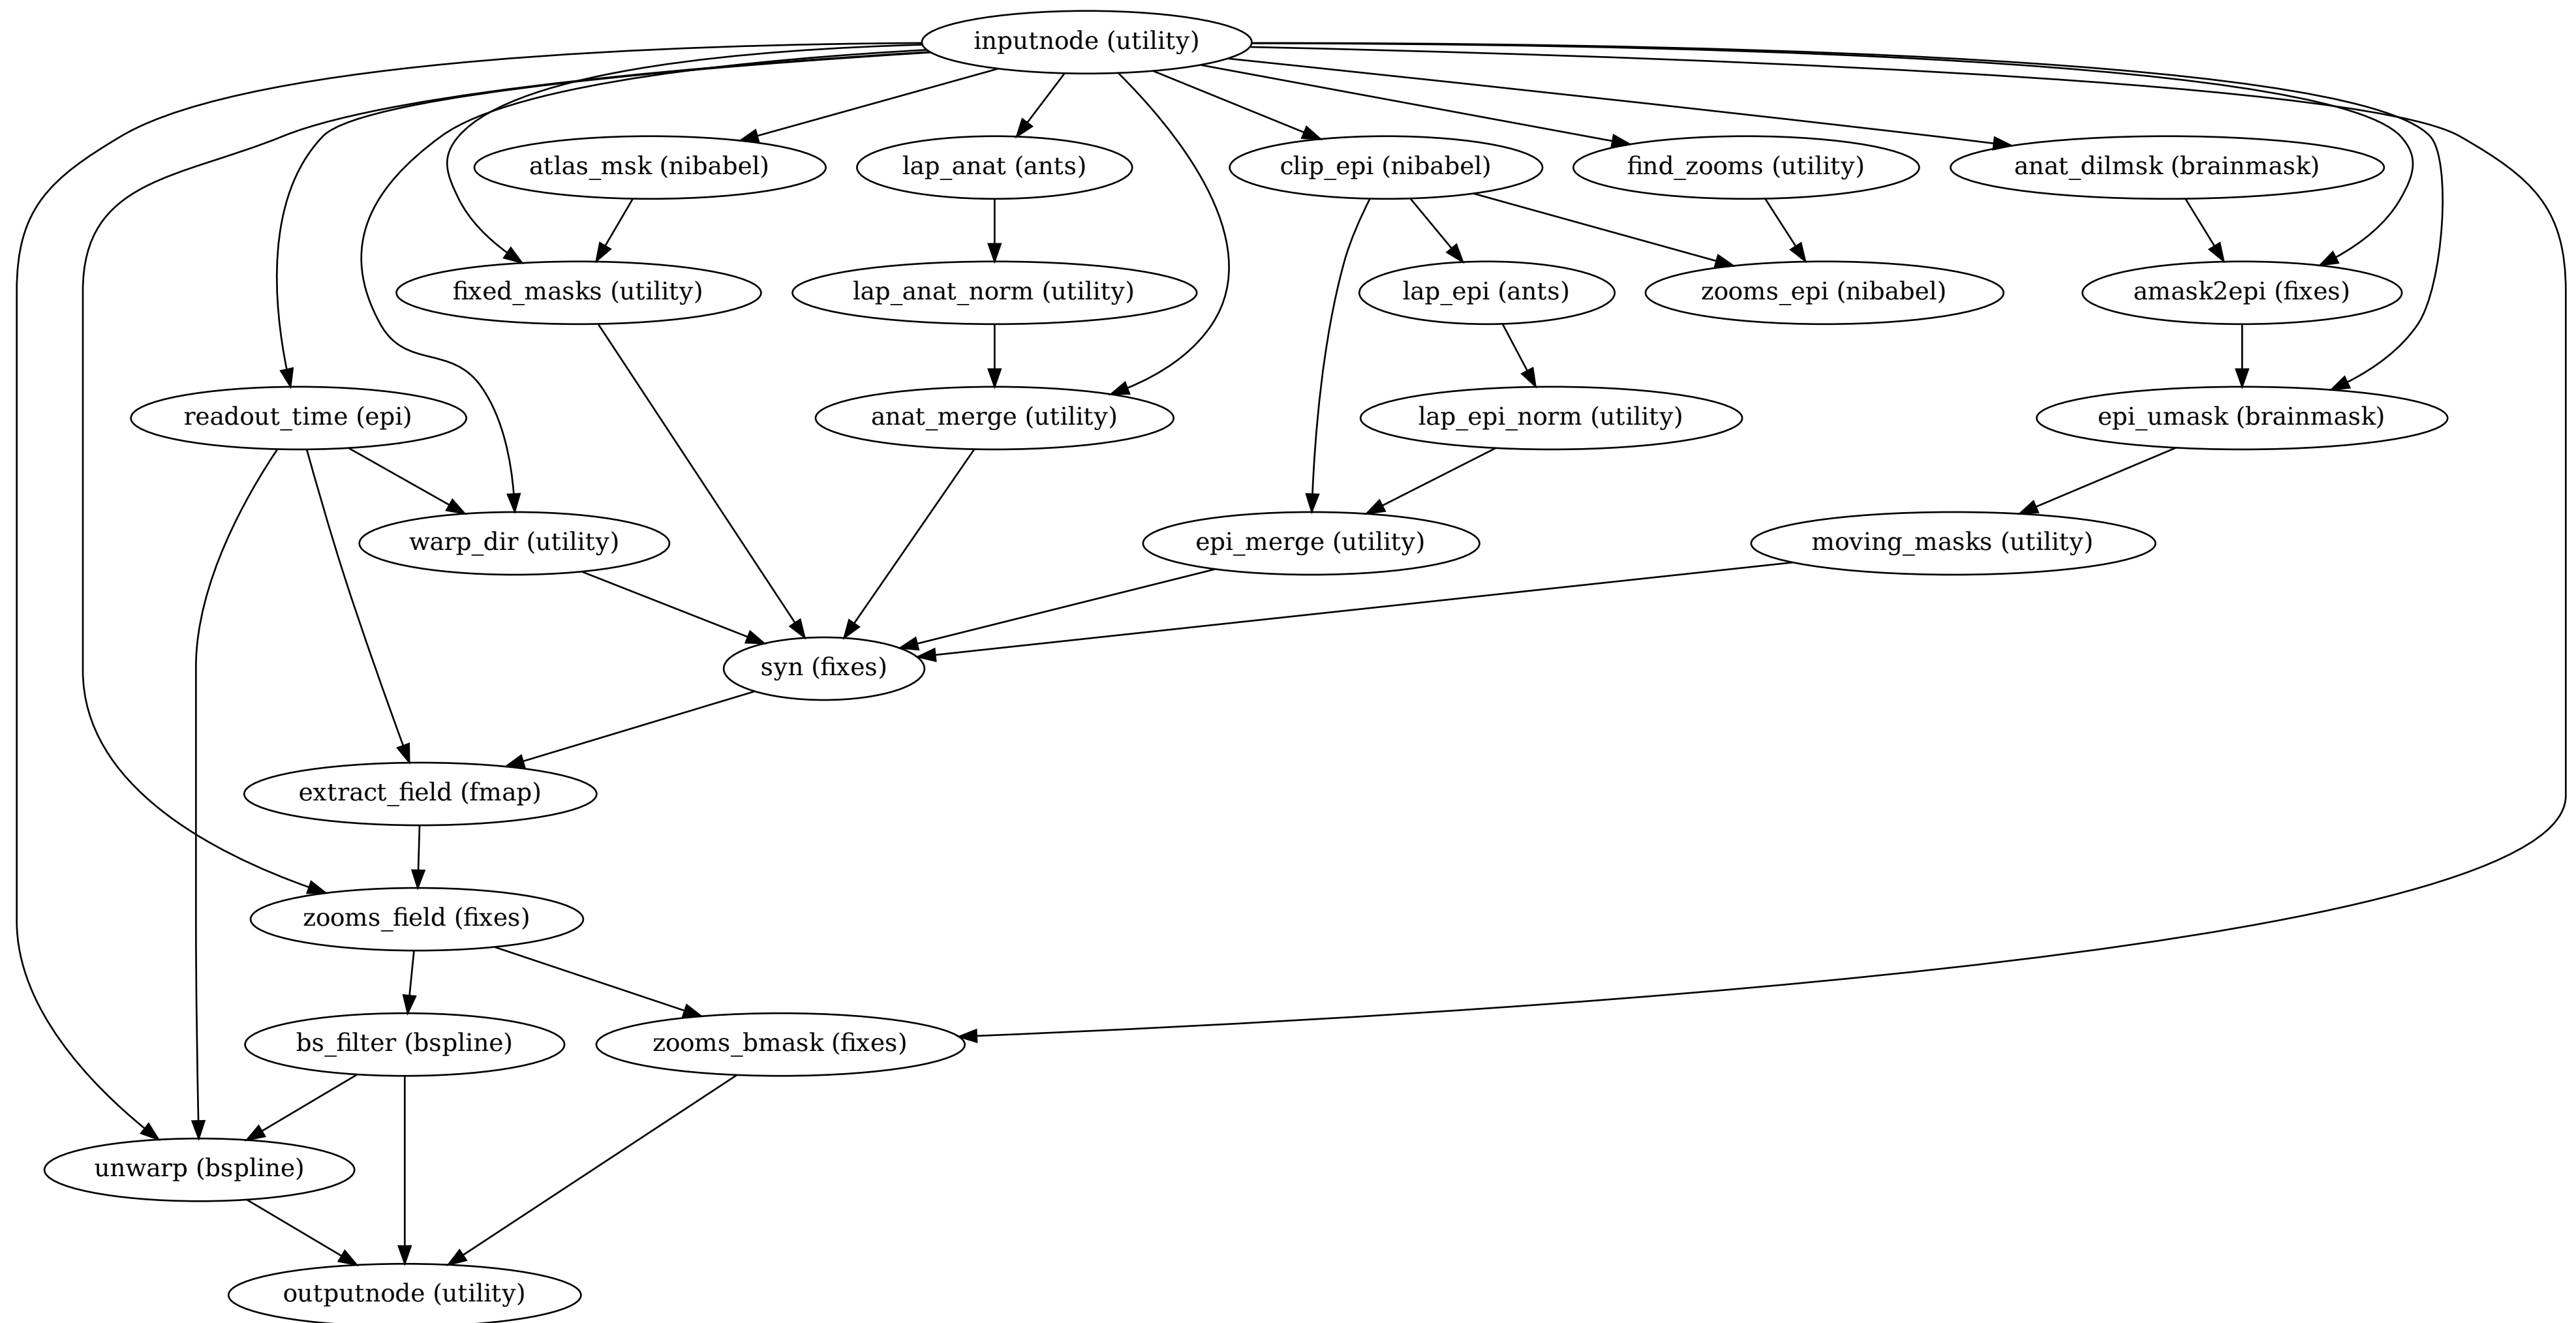 inputnode (utility)
atlas_msk (nibabel)
lap_anat (ants)
clip_epi (nibabel)
find_zooms (utility)
anat_dilmsk (brainmask)
fixed_masks (utility)
lap_anat_norm (utility)
lap_epi (ants)
zooms_epi (nibabel)
amask2epi (fixes)
readout_time (epi)
anat_merge (utility)
lap_epi_norm (utility)
epi_umask (brainmask)
warp_dir (utility)
epi_merge (utility)
moving_masks (utility)
syn (fixes)
extract_field (fmap)
zooms_field (fixes)
bs_filter (bspline)
zooms_bmask (fixes)
unwarp (bspline)
outputnode (utility)